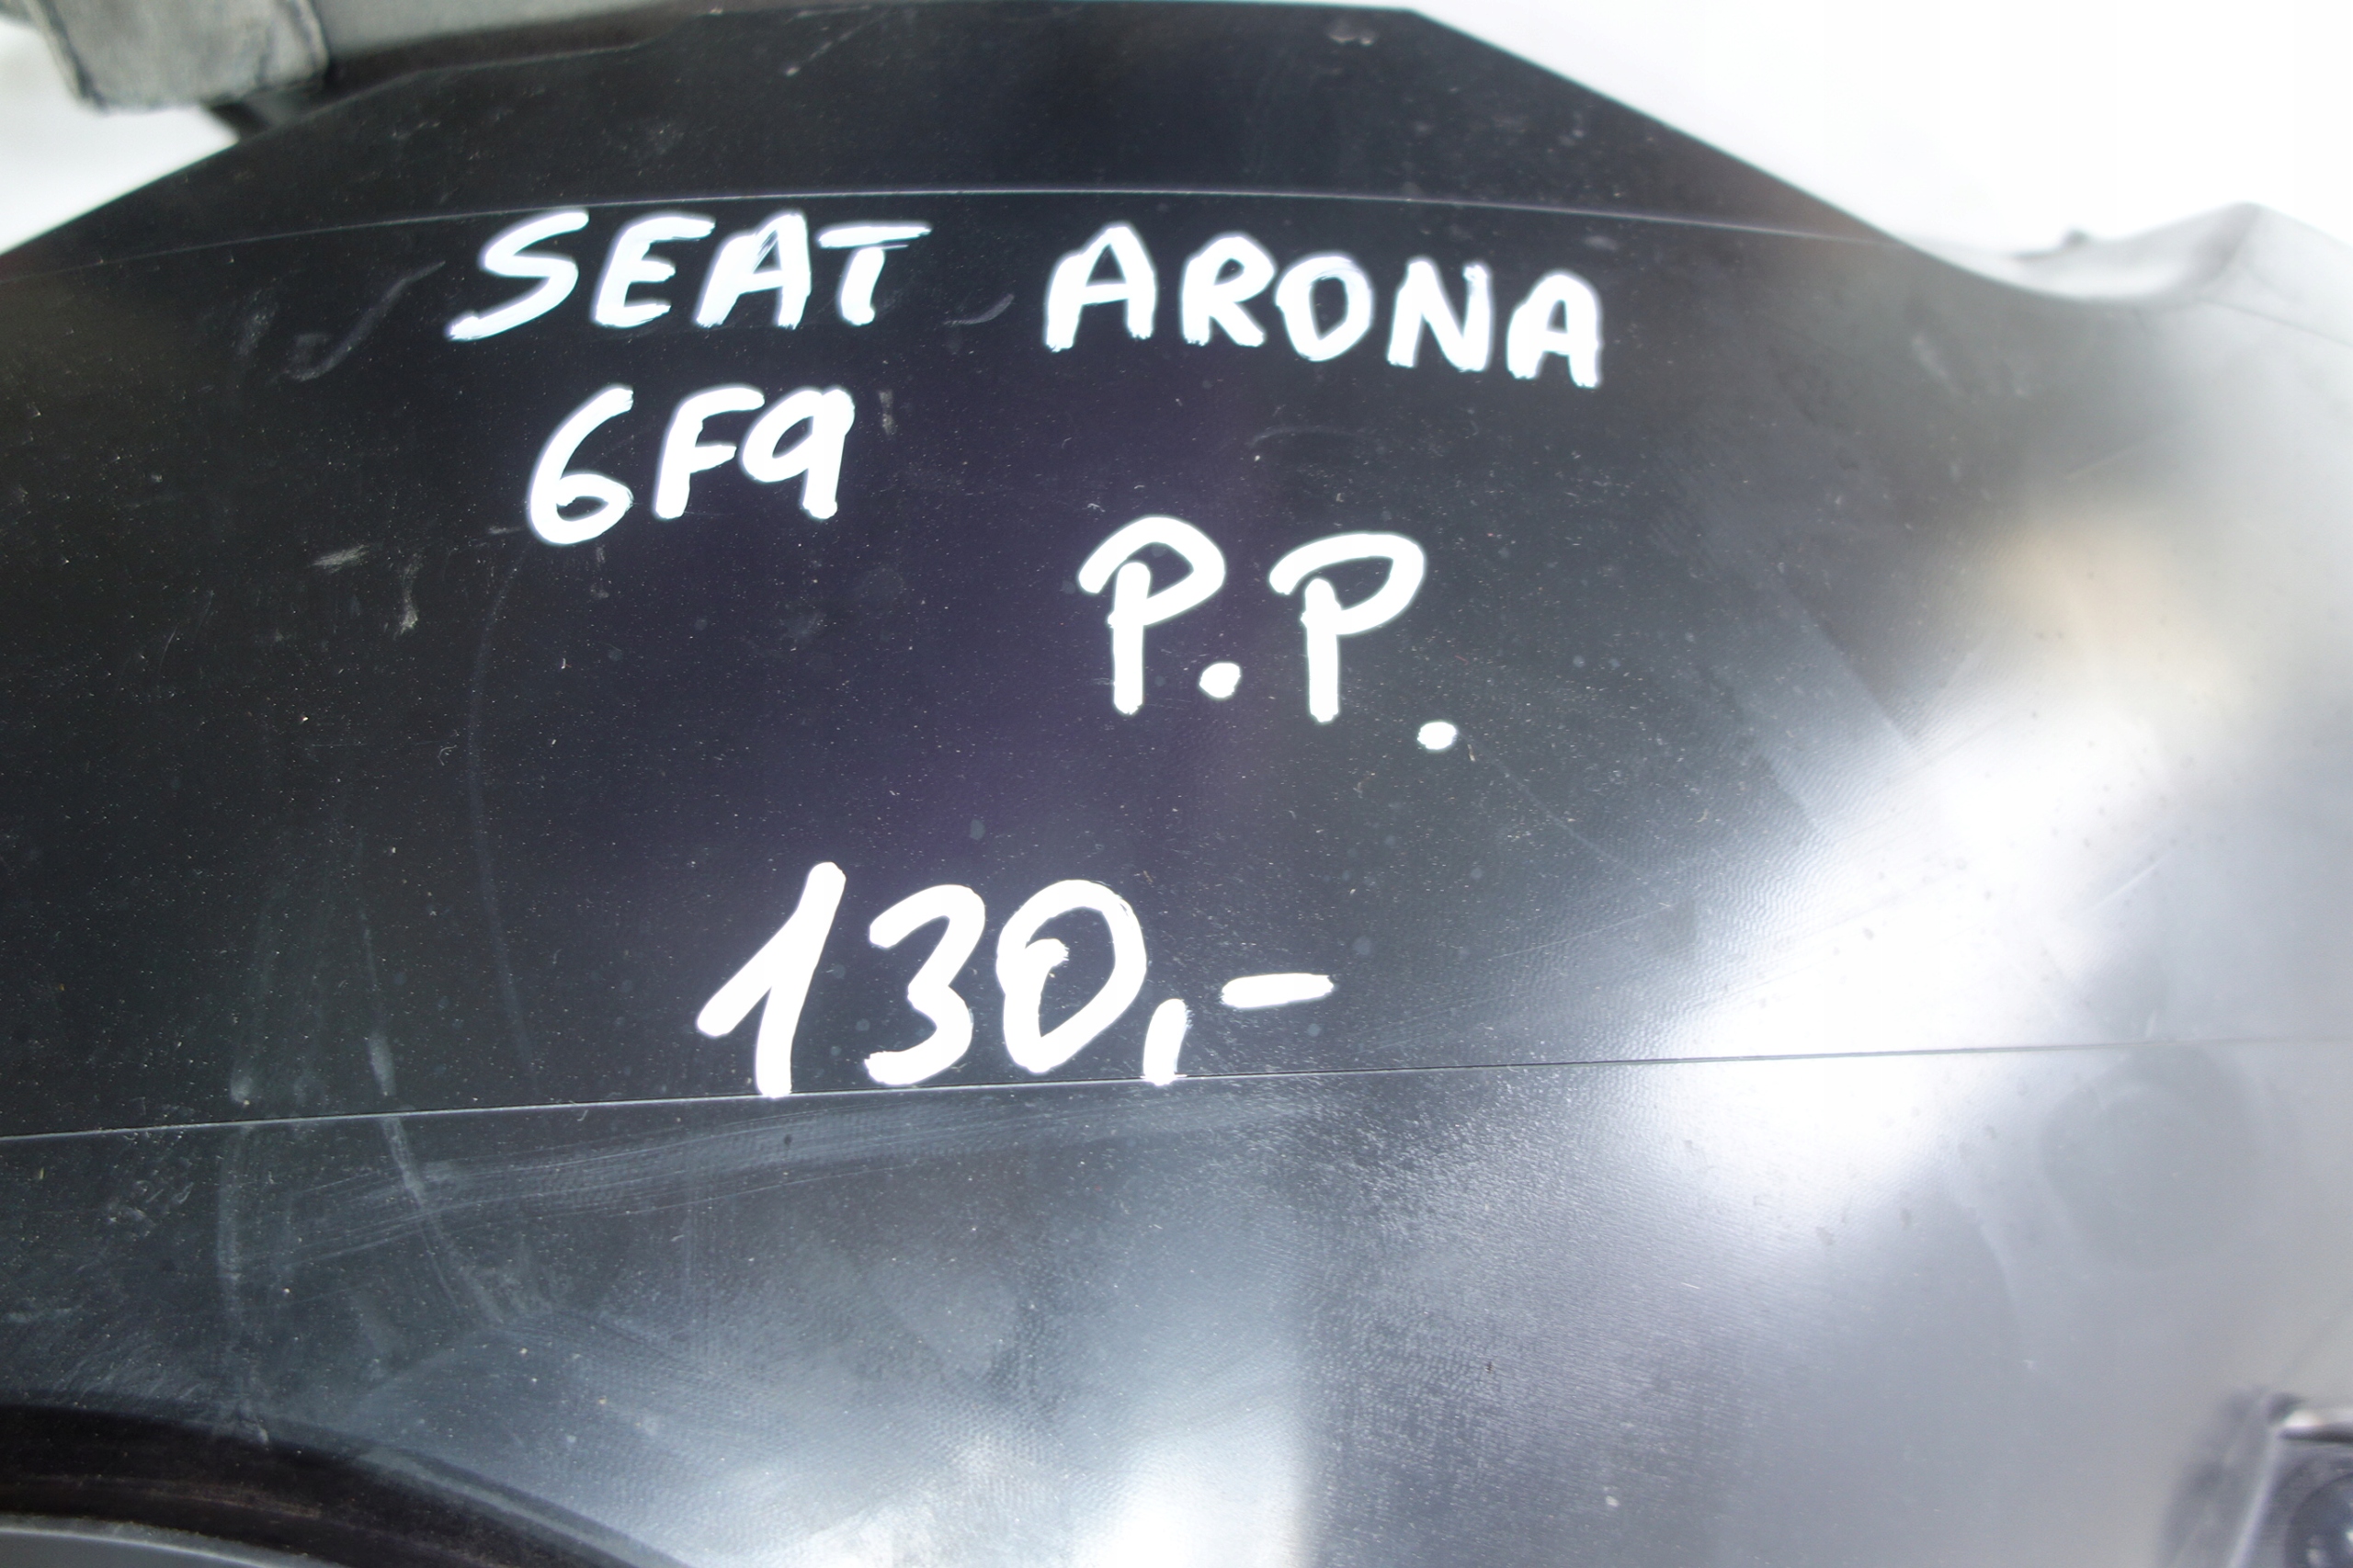 SEAT ARONA
6F9
P.P.
130,-